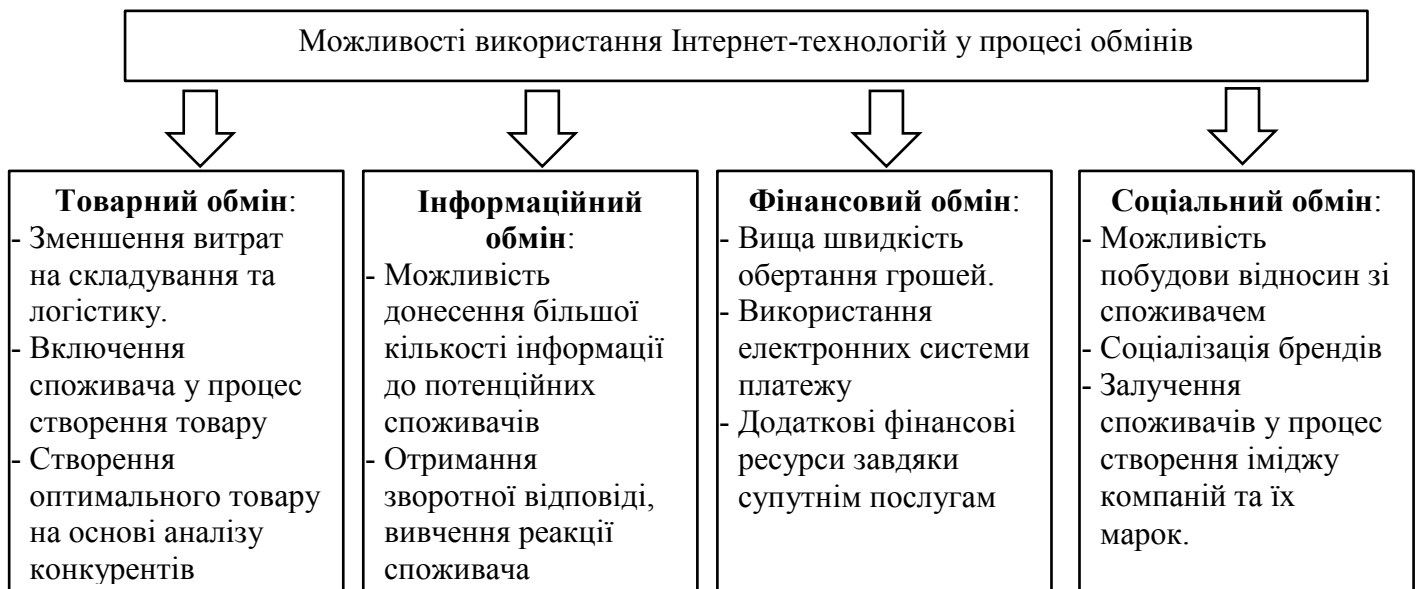 Можливості використання Інтернет-технологій у процесі обмінів
Товарний обмін:
- Зменшення витрат
на складування та
логістику.
- Включення
споживача у процес
створення товару
- Створення
оптимального товару
на основі аналізу
конкурентів
Інформаційний
обмін:
- Можливість
донесення більшої
кількості інформації
до потенційних
споживачів
- Отримання
зворотної відповіді,
вивчення реакції
споживача
Фінансовий обмін:
- Вища швидкість
обертання грошей.
- Використання
електронних системи
платежу
- Додаткові фінансові
ресурси завдяки
супутнім послугам
Соціальний обмін:
- Можливість
побудови відносин зі
споживачем
- Соціалізація брендів
- Залучення
споживачів у процес
створення іміджу
компаній та їх
марок.